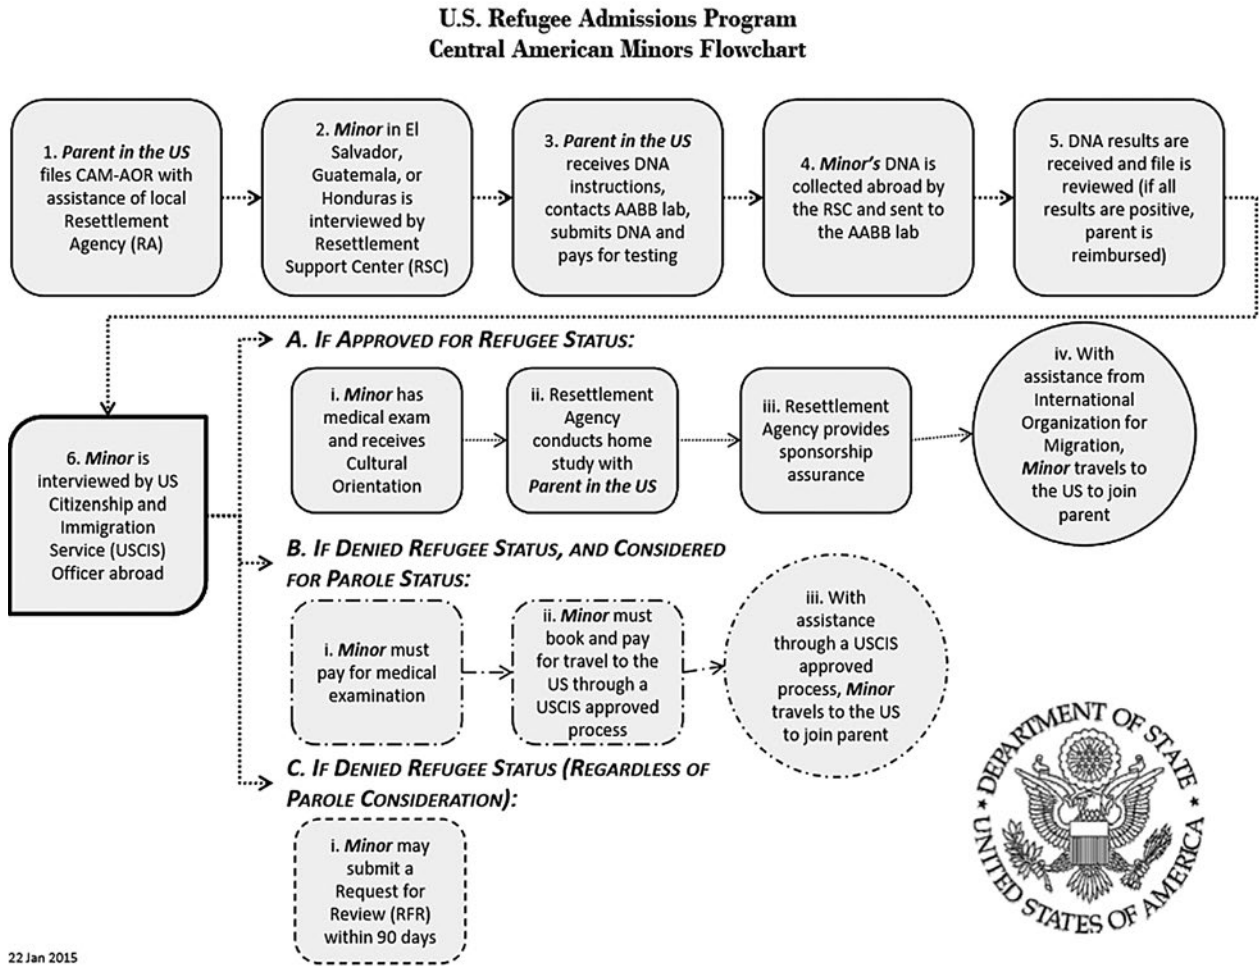 U.S. Refugee Admissions Program
Central American Minors Flowchart
1. Parent in the US
files CAM-AOR with
assistance of local
Resettlement
Agency (RA)
2. Minor in El
Salvador,
Guatemala, or
Honduras is
interviewed by
Resettlement
Support Center (RSC)
3. Parent in the US
receives DNA
instructions,
contacts AABB lab,
submits DNA and
pays for testing
4. Minor's DNA is
collected abroad by
the RSC and sent to
the AABB lab
5. DNA results are
received and file is
reviewed (if all
results are positive,
parent is
reimbursed)
6. Minor is
interviewed by US
Citizenship and
Immigration
Service (USCIS)
Officer abroad
A. IF APPROVED FOR REFUGEE STATUS:
i. Minor has
medical exam
and receives
Cultural
Orientation
ii. Resettlement
Agency
conducts home
study with
Parent in the US
iii. Resettlement
Agency provides
sponsorship
assurance
iv. With
assistance from
International
Organization for
Migration,
Minor travels to
the US to join
parent
B. IF DENIED REFUGEE STATUS, AND CONSIDERED
FOR PAROLE STATUS:
i. Minor must
pay for medical
examination
ii. Minor must
book and pay
for travel to the
US through a
USCIS approved
process
iii. With
assistance
through a USCIS
approved
process, Minor
travels to the US
to join parent
C. IF DENIED REFUGEE STATUS (REGARDLESS OF
PAROLE CONSIDERATION):
i. Minor may
submit a
Request for
Review (RFR)
within 90 days
DEPARTMENT OF STATE
UNITED STATES OF AMERICA
22 Jan 2015